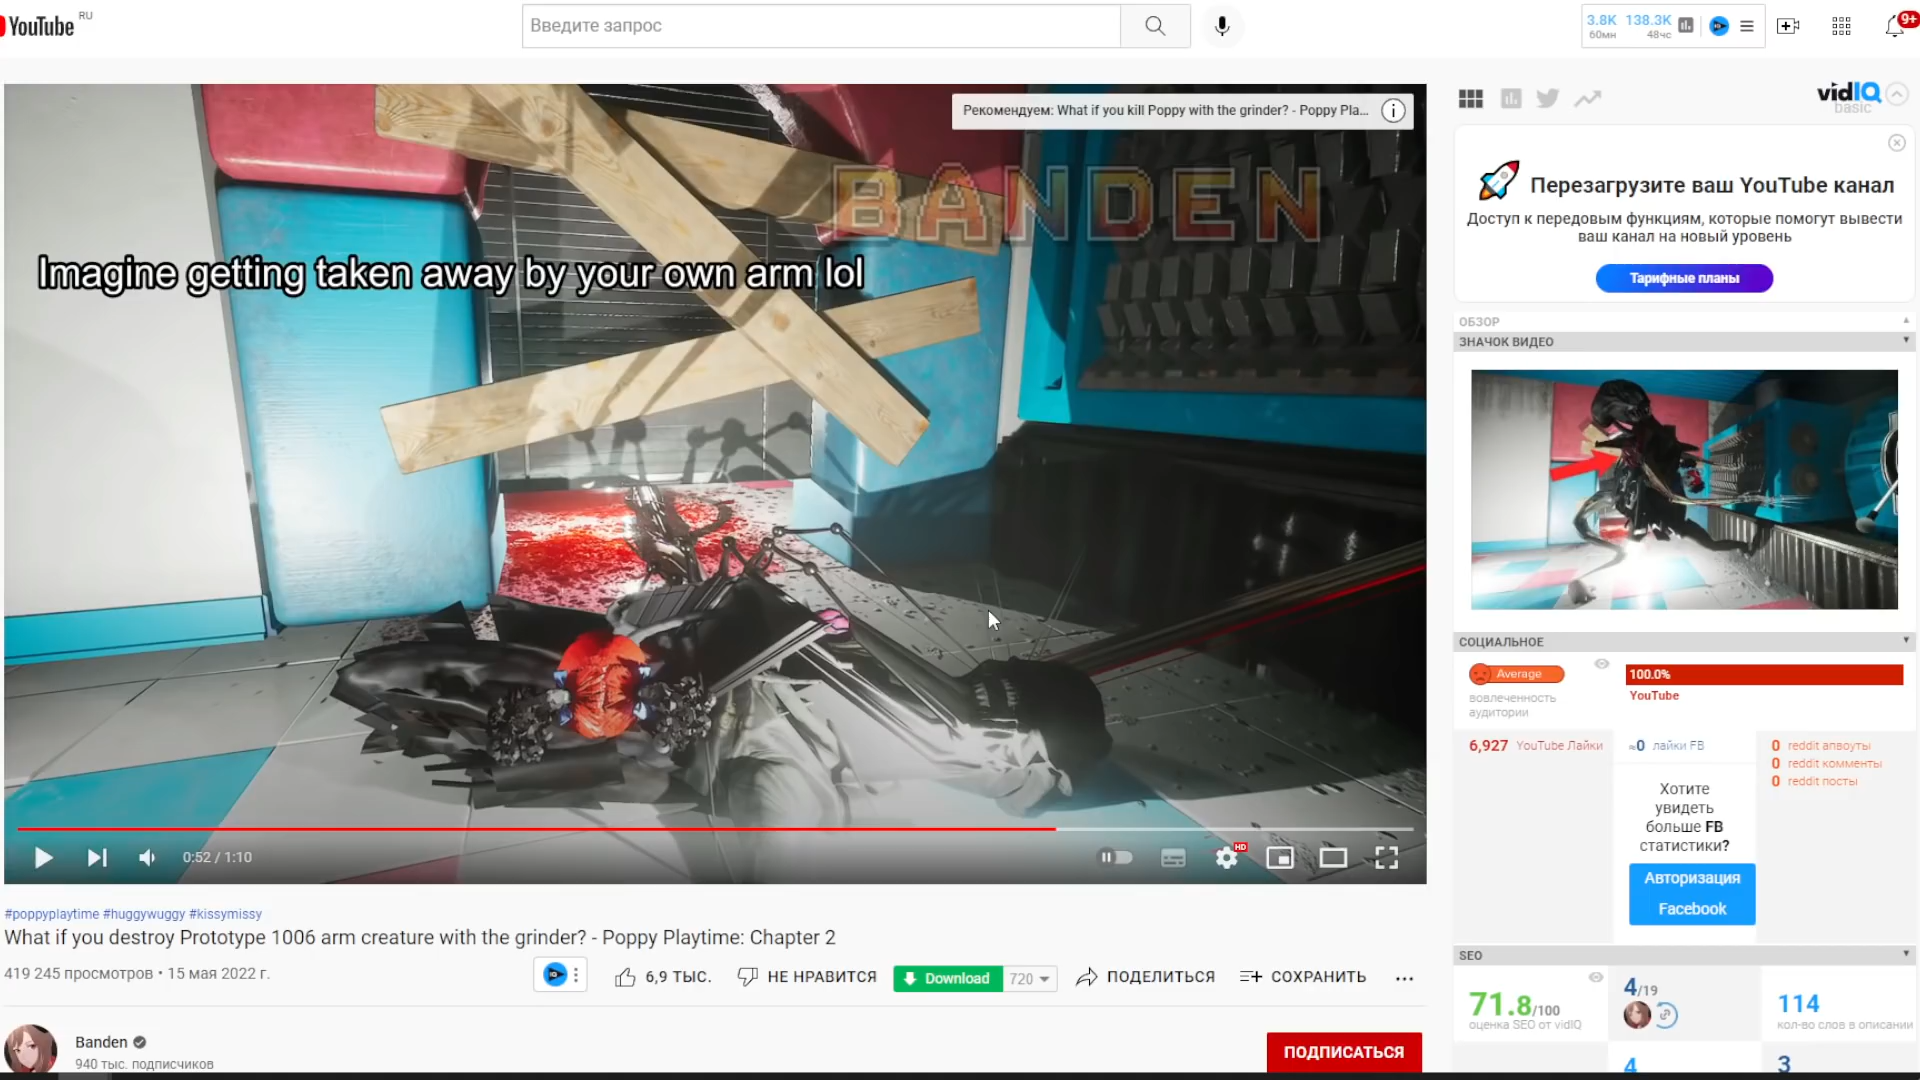 YouTube RU
Введите запрос
3.8K 138.3K
60мн 48чс
9+
Рекомендуем: What if you kill Poppy with the grinder? - Poppy Pla...
BANDEN
Imagine getting taken away by your own arm lol
0:52 / 1:10
HD
#poppyplaytime #huggywuggy #kissymissy
What if you destroy Prototype 1006 arm creature with the grinder? - Poppy Playtime: Chapter 2
419 245 просмотров • 15 мая 2022 г.
6,9 ТЫС.
НЕ НРАВИТСЯ
Download 720
ПОДЕЛИТЬСЯ
СОХРАНИТЬ
Banden
940 тыс. подписчиков
ПОДПИСАТЬСЯ
vidIQ
basic
Перезагрузите ваш YouTube канал
Доступ к передовым функциям, которые помогут вывести
ваш канал на новый уровень
Тарифные планы
ОБЗОР
ЗНАЧОК ВИДЕО
СОЦИАЛЬНОЕ
Average
вовлеченность
аудитории
100.0%
YouTube
6,927 YouTube Лайки
≈0 лайки FB
0 reddit апвоуты
0 reddit комменты
0 reddit посты
Хотите
увидеть
больше FB
статистики?
Авторизация
Facebook
SEO
71.8/100
оценка SEO от vidIQ
4/19
114
кол-во слов в описании
4
3